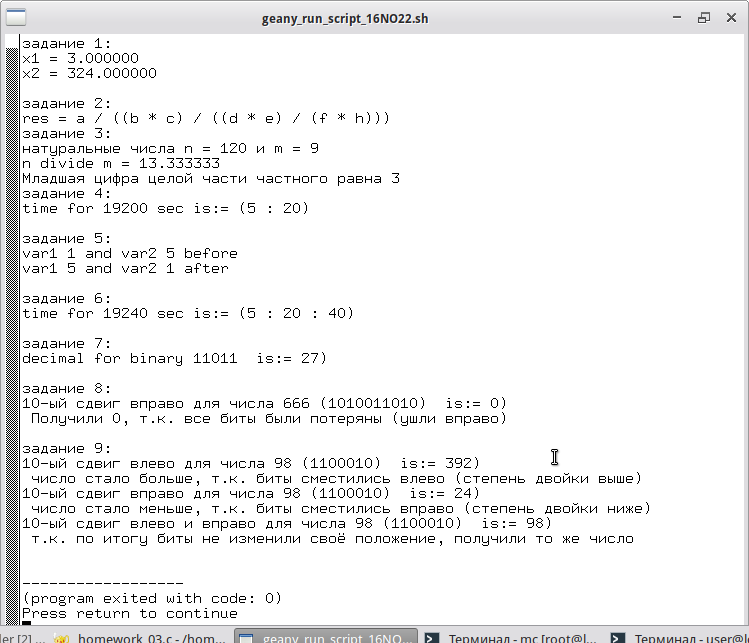 geany_run_script_16NO22.sh
задание 1:
x1 = 3.000000
x2 = 324.000000
задание 2:
res = a / ((b * c) / ((d * e) / (f * h)))
задание 3:
натуральные числа n = 120 и m = 9
n divide m = 13.333333
Младшая цифра целой части частного равна 3
задание 4:
time for 19200 sec is:= (5 : 20)
задание 5:
var1 1 and var2 5 before
var1 5 and var2 1 after
задание 6:
time for 19240 sec is:= (5 : 20 : 40)
задание 7:
decimal for binary 11011  is:= 27)
задание 8:
10-ый сдвиг вправо для числа 666 (1010011010)  is:= 0)
 Получили 0, т.к. все биты были потеряны (ушли вправо)
задание 9:
10-ый сдвиг влево для числа 98 (1100010)  is:= 392)
 число стало больше, т.к. биты сместились влево (степень двойки выше)
10-ый сдвиг вправо для числа 98 (1100010)  is:= 24)
 число стало меньше, т.к. биты сместились вправо (степень двойки ниже)
10-ый сдвиг влево и вправо для числа 98 (1100010)  is:= 98)
 т.к. по итогу биты не изменили своё положение, получили то же число
------------------
(program exited with code: 0)
Press return to continue
der [2] ... homework_03.c - /hom... geany_run_script_16NO... Терминал - mc [root@l... Терминал - user@l